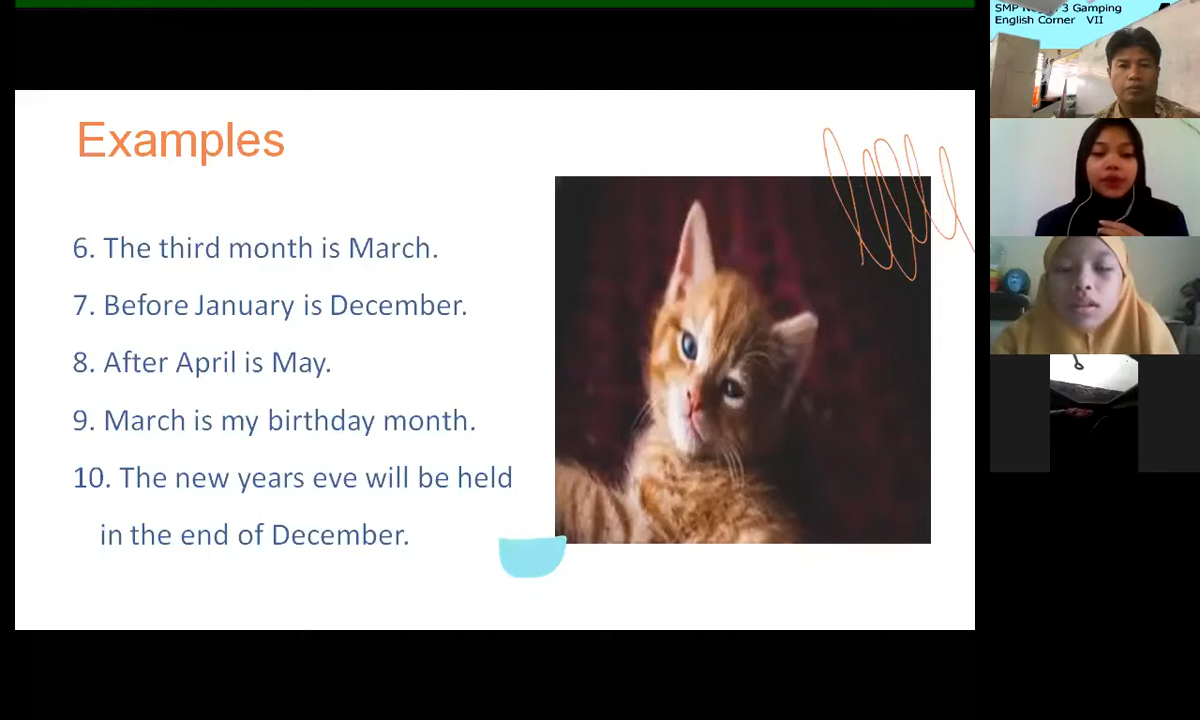 Examples
6. The third month is March.
7. Before January is December.
8. After April is May.
9. March is my birthday month.
10. The new years eve will be held
in the end of December.
SMP 3 Gamping
English Corner VII